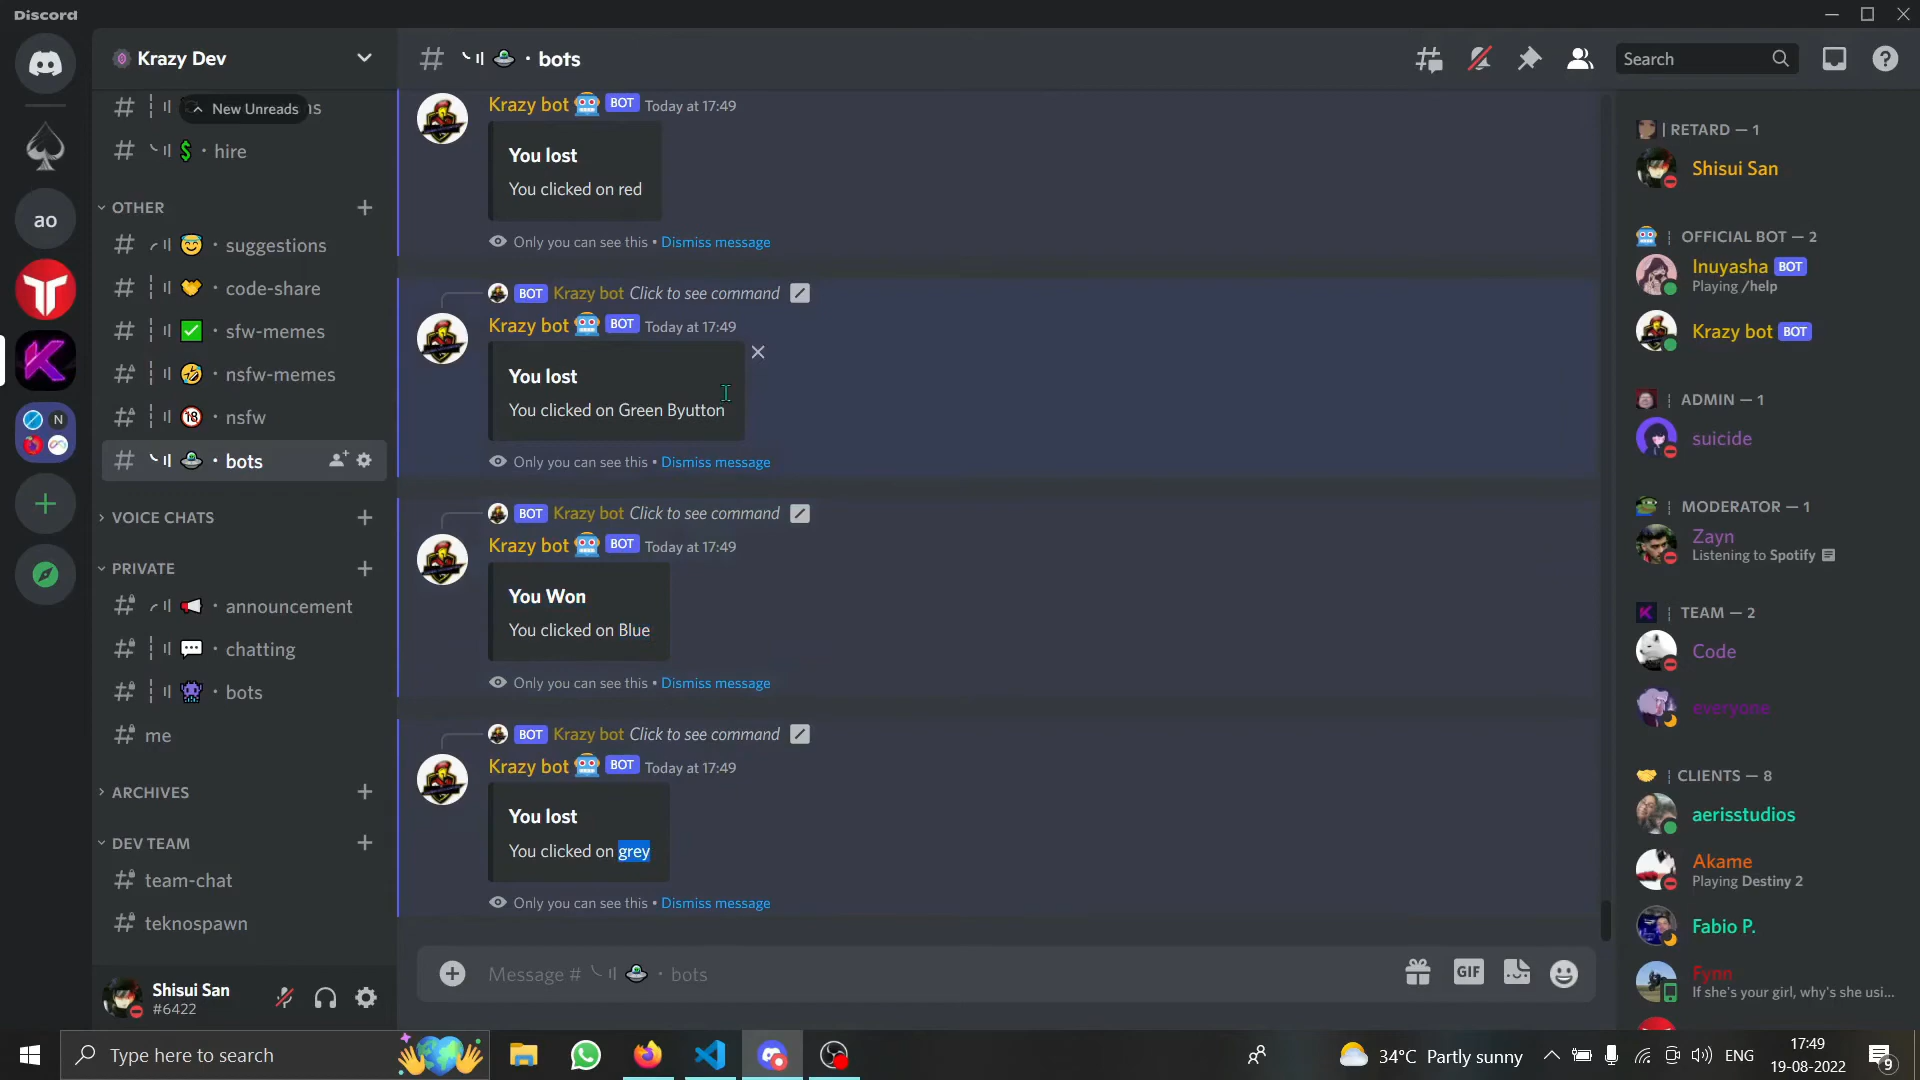 Discord
Krazy Dev
New Unreads
ns
hire
OTHER
suggestions
code-share
sfw-memes
nsfw-memes
nsfw
bots
VOICE CHATS
PRIVATE
announcement
chatting
bots
me
ARCHIVES
DEV TEAM
team-chat
teknospawn
Shisui San
#6422
ao
N
bots
Search
Krazy bot BOT Today at 17:49
You lost
You clicked on red
Only you can see this • Dismiss message
BOT Krazy bot Click to see command
Krazy bot BOT Today at 17:49
You lost
You clicked on Green Byutton
Only you can see this • Dismiss message
BOT Krazy bot Click to see command
Krazy bot BOT Today at 17:49
You Won
You clicked on Blue
Only you can see this • Dismiss message
BOT Krazy bot Click to see command
Krazy bot BOT Today at 17:49
You lost
You clicked on grey
Only you can see this • Dismiss message
Message # bots
GIF
| RETARD — 1
Shisui San
OFFICIAL BOT — 2
Inuyasha BOT
Playing /help
Krazy bot BOT
ADMIN — 1
suicide
MODERATOR — 1
Zayn
Listening to Spotify
TEAM — 2
Code
everyone
CLIENTS — 8
aerisstudios
Akame
Playing Destiny 2
Fabio P.
Fynn
If she's your girl, why's she usi...
Type here to search
34°C Partly sunny
ENG
17:49
19-08-2022
9